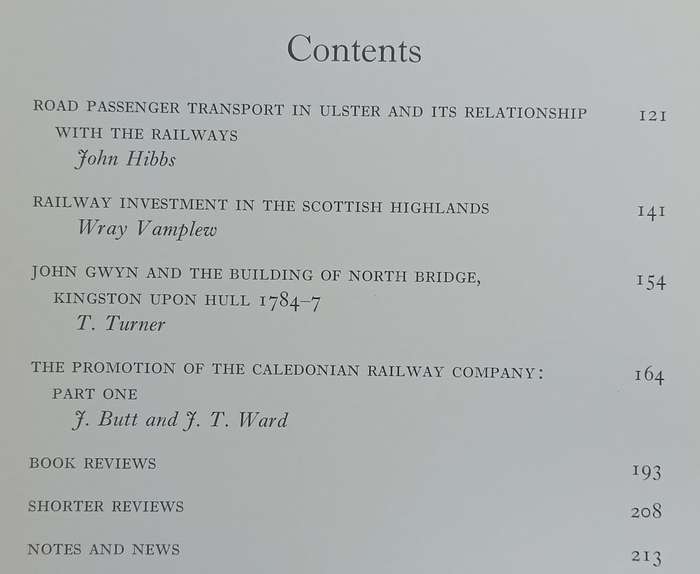 Contents
ROAD PASSENGER TRANSPORT IN ULSTER AND ITS RELATIONSHIP 121
WITH THE RAILWAYS
John Hibbs
RAILWAY INVESTMENT IN THE SCOTTISH HIGHLANDS 141
Wray Vamplew
JOHN GWYN AND THE BUILDING OF NORTH BRIDGE, 154
KINGSTON UPON HULL 1784–7
T. Turner
THE PROMOTION OF THE CALEDONIAN RAILWAY COMPANY: 164
PART ONE
J. Butt and J. T. Ward
BOOK REVIEWS 193
SHORTER REVIEWS 208
NOTES AND NEWS 213